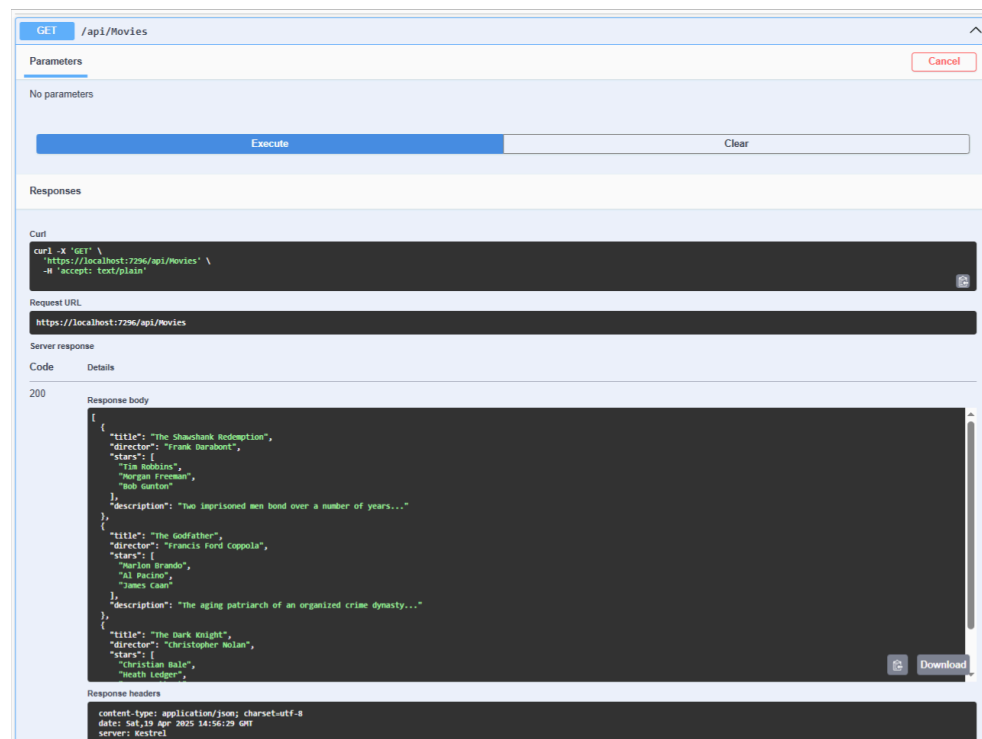 GET /api/Movies
Parameters
Cancel
No parameters
Execute
Clear
Responses
Curl
curl -X 'GET' \
'https://localhost:7296/api/Movies' \
-H 'accept: text/plain'
Request URL
https://localhost:7296/api/Movies
Server response
Code Details
200
Response body
[
{
"title": "The Shawshank Redemption",
"director": "Frank Darabont",
"stars": [
"Tim Robbins",
"Morgan Freeman",
"Bob Gunton"
],
"description": "Two imprisoned men bond over a number of years..."
},
{
"title": "The Godfather",
"director": "Francis Ford Coppola",
"stars": [
"Marlon Brando",
"Al Pacino",
"James Caan"
],
"description": "The aging patriarch of an organized crime dynasty..."
},
{
"title": "The Dark Knight",
"director": "Christopher Nolan",
"stars": [
"Christian Bale",
"Heath Ledger",
Download
Response headers
content-type: application/json; charset=utf-8
date: Sat,19 Apr 2025 14:56:29 GMT
server: Kestrel